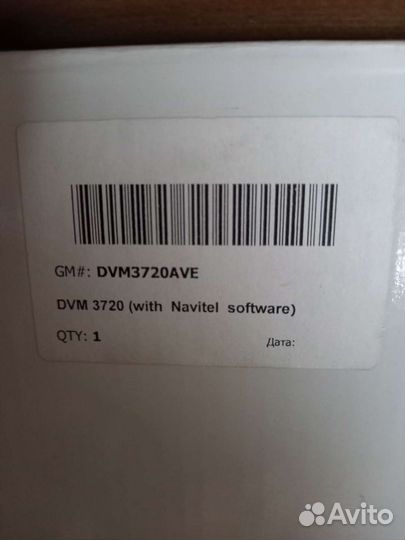 GM#: DVM3720AVE
DVM 3720 (with Navitel software)
QTY: 1 Дата:
Avito